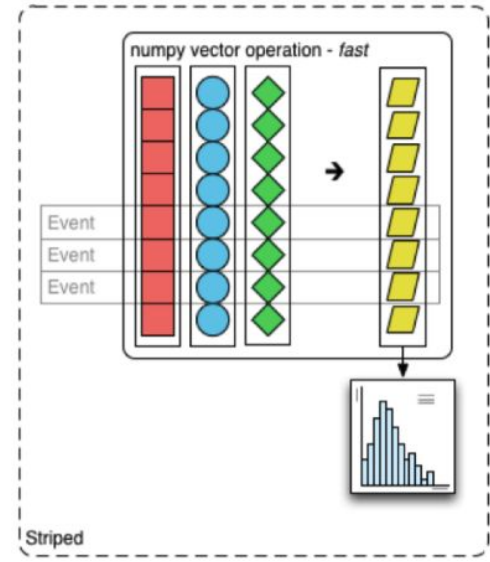 numpy vector operation - fast
Event
Event
Event
Striped